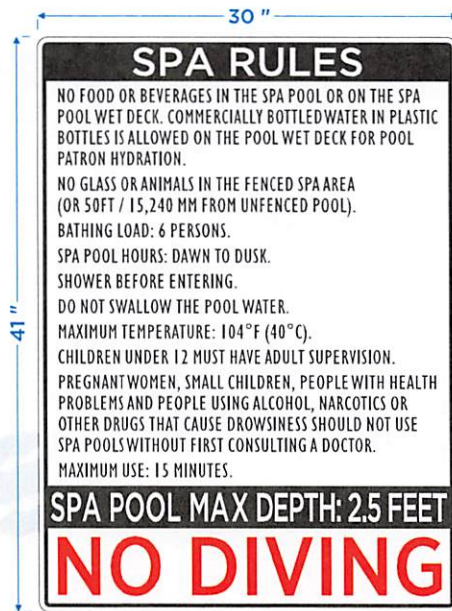 30 "
41 "
SPA RULES
NO FOOD OR BEVERAGES IN THE SPA POOL OR ON THE SPA
POOL WET DECK. COMMERCIALLY BOTTLED WATER IN PLASTIC
BOTTLES IS ALLOWED ON THE POOL WET DECK FOR POOL
PATRON HYDRATION.
NO GLASS OR ANIMALS IN THE FENCED SPA AREA
(OR 50FT / 15,240 MM FROM UNFENCED POOL).
BATHING LOAD: 6 PERSONS.
SPA POOL HOURS: DAWN TO DUSK.
SHOWER BEFORE ENTERING.
DO NOT SWALLOW THE POOL WATER.
MAXIMUM TEMPERATURE: 104°F (40°C).
CHILDREN UNDER 12 MUST HAVE ADULT SUPERVISION.
PREGNANT WOMEN, SMALL CHILDREN, PEOPLE WITH HEALTH
PROBLEMS AND PEOPLE USING ALCOHOL, NARCOTICS OR
OTHER DRUGS THAT CAUSE DROWSINESS SHOULD NOT USE
SPA POOLS WITHOUT FIRST CONSULTING A DOCTOR.
MAXIMUM USE: 15 MINUTES.
SPA POOL MAX DEPTH: 2.5 FEET
NO DIVING